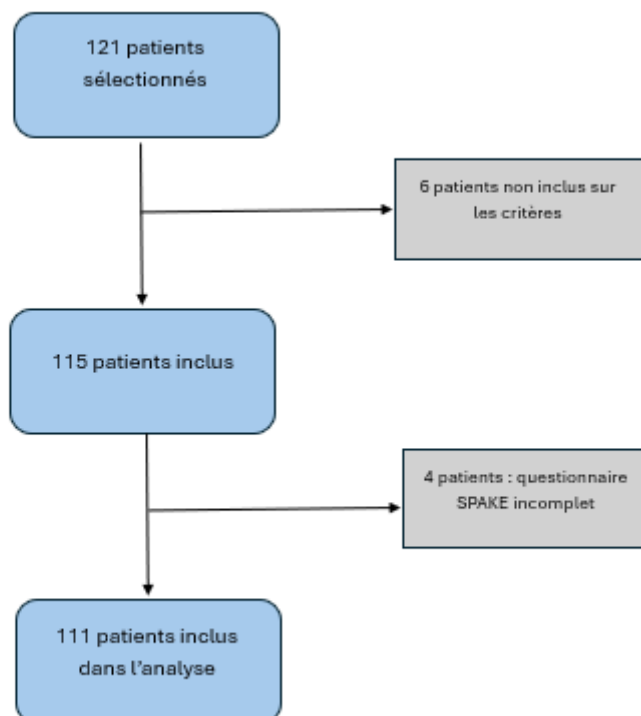 121 patients
sélectionnés
6 patients non inclus sur
les critères
115 patients inclus
4 patients : questionnaire
SPAKE incomplet
111 patients inclus
dans l'analyse